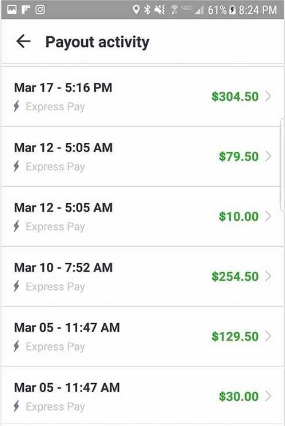 61% 8:24 PM
Payout activity
Mar 17 - 5:16 PM
$304.50
Express Pay
Mar 12 - 5:05 AM
$79.50
Express Pay
Mar 12 - 5:05 AM
$10.00
Express Pay
Mar 10 - 7:52 AM
$254.50
Express Pay
Mar 05 - 11:47 AM
$129.50
Express Pay
Mar 05 - 11:47 AM
$30.00
Express Pay